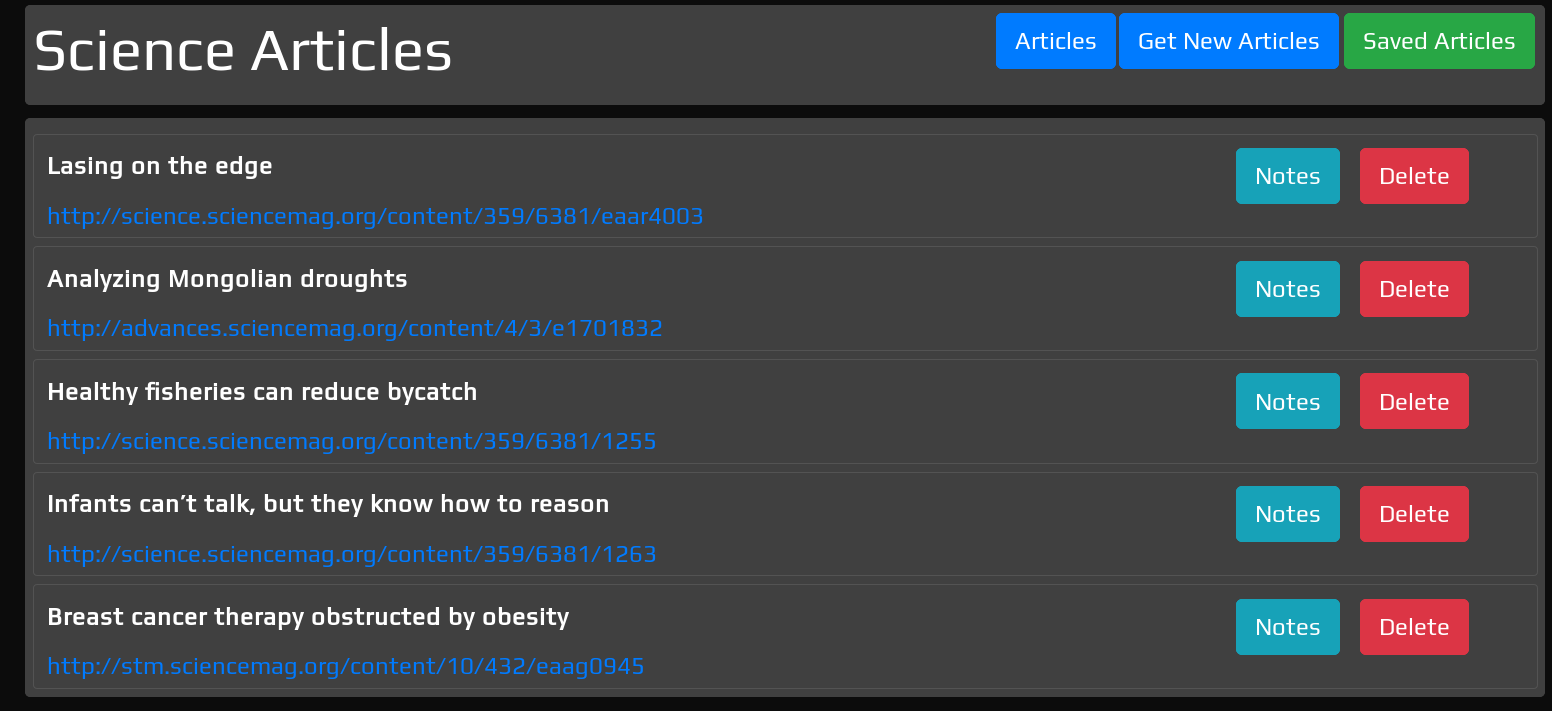 Science Articles
Articles Get New Articles Saved Articles
Lasing on the edge
Notes Delete
http://science.sciencemag.org/content/359/6381/eaar4003
Analyzing Mongolian droughts
Notes Delete
http://advances.sciencemag.org/content/4/3/e1701832
Healthy fisheries can reduce bycatch
Notes Delete
http://science.sciencemag.org/content/359/6381/1255
Infants can’t talk, but they know how to reason
Notes Delete
http://science.sciencemag.org/content/359/6381/1263
Breast cancer therapy obstructed by obesity
Notes Delete
http://stm.sciencemag.org/content/10/432/eaag0945